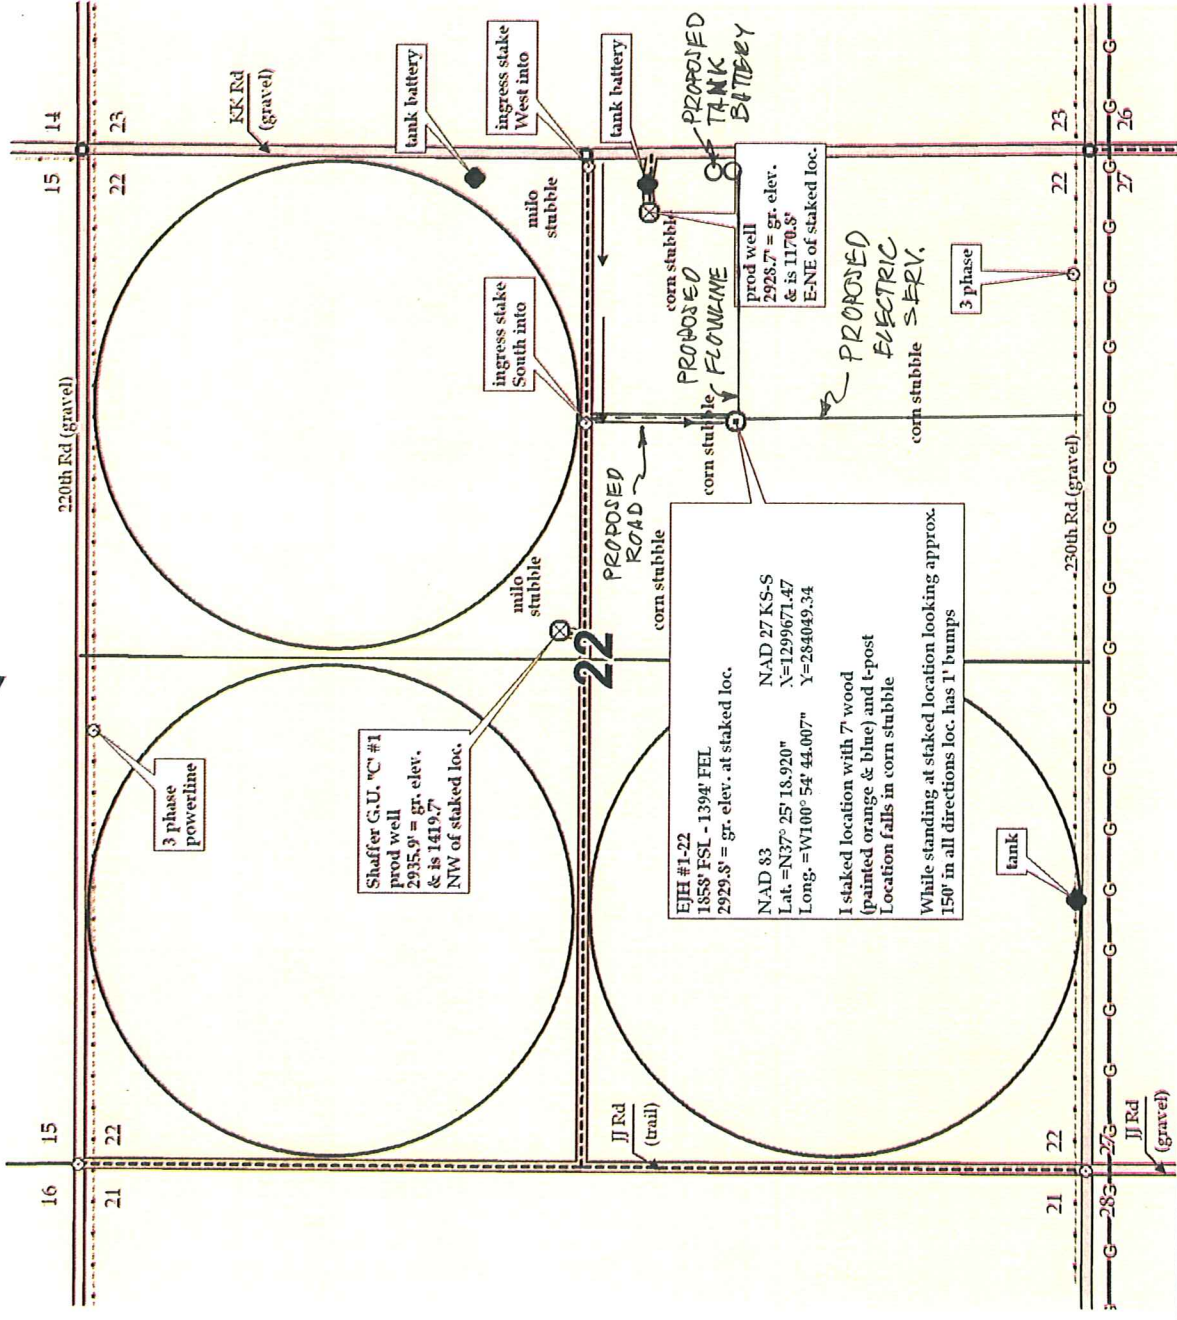 16
15
15
14
21
22
22
23
220th Rd (gravel)
KK Rd
(gravel)
3 phase
powerline
tank battery
Shaffer G.U. "C" #1
prod well
2935.9' = gr. elev.
& is 1419.7'
NW of staked loc.
ingress stake
South into
ingress stake
West into
milo
stubble
milo
stubble
22
tank battery
JJ Rd
(trail)
PROPOSED
ROAD
corn stubble
corn stubble
corn stubble
PROPOSED
FLOWLINE
PROPOSED
TANK
BATTERY
prod well
2928.7' = gr. elev.
& is 1170.8'
E-NE of staked loc.
EJH #1-22
1858' FSL - 1394' FEL
2929.8' = gr. elev. at staked loc.
NAD 83
Lat. =N37° 25' 18.920"
Long. =W100° 54' 44.007"
NAD 27 KS-S
X=1299671.47
Y=284049.34
I staked location with 7' wood
(painted orange & blue) and t-post
Location falls in corn stubble
While standing at staked location looking approx.
150' in all directions loc. has 1' bumps
PROPOSED
ELECTRIC
SERV.
corn stubble
3 phase
tank
230th Rd (gravel)
21
22
22
23
28
27
27
26
G G G G G G G G G G G G G G G G G G G G G
JJ Rd
(gravel)